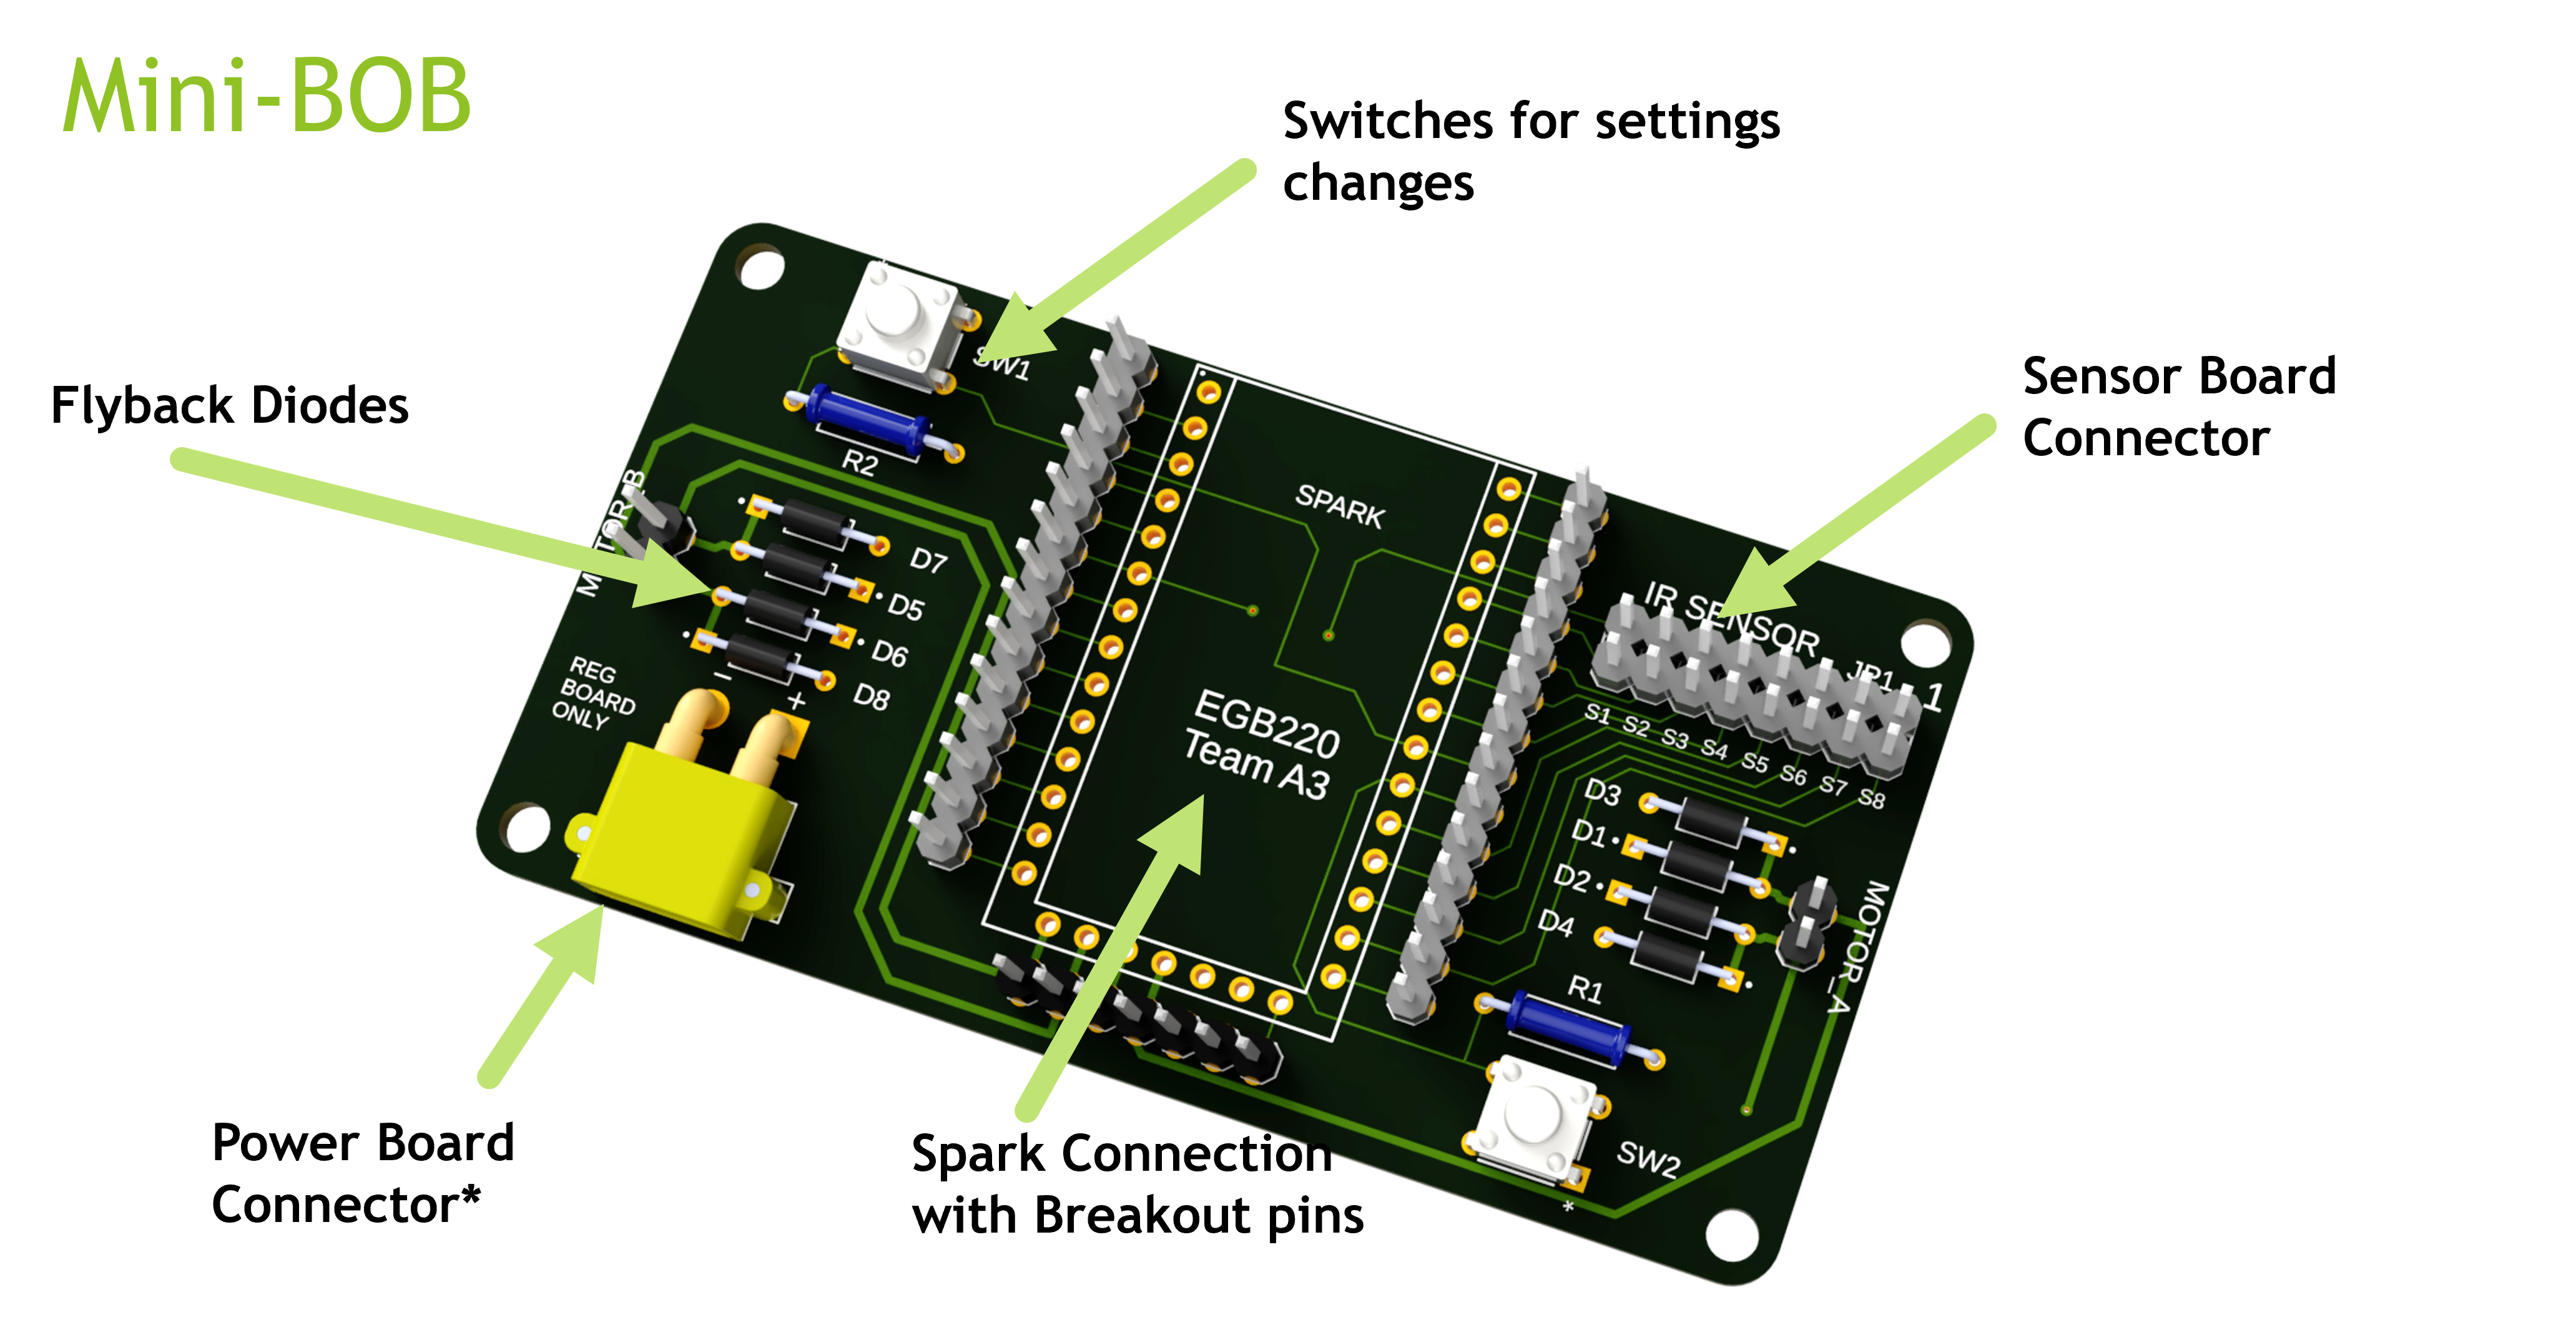 Mini-BOB
Switches for settings
changes
Sensor Board
Connector
Flyback Diodes
SW1
R2
MOTOR_B
SPARK
D7
D5
D6
D8
REG
BOARD
ONLY
- +
IR SENSOR
JP1
1
S1 S2 S3 S4 S5 S6 S7 S8
EGB220
Team A3
D3
D1
D2
D4
MOTOR_A
R1
SW2
*
Power Board
Connector*
Spark Connection
with Breakout pins